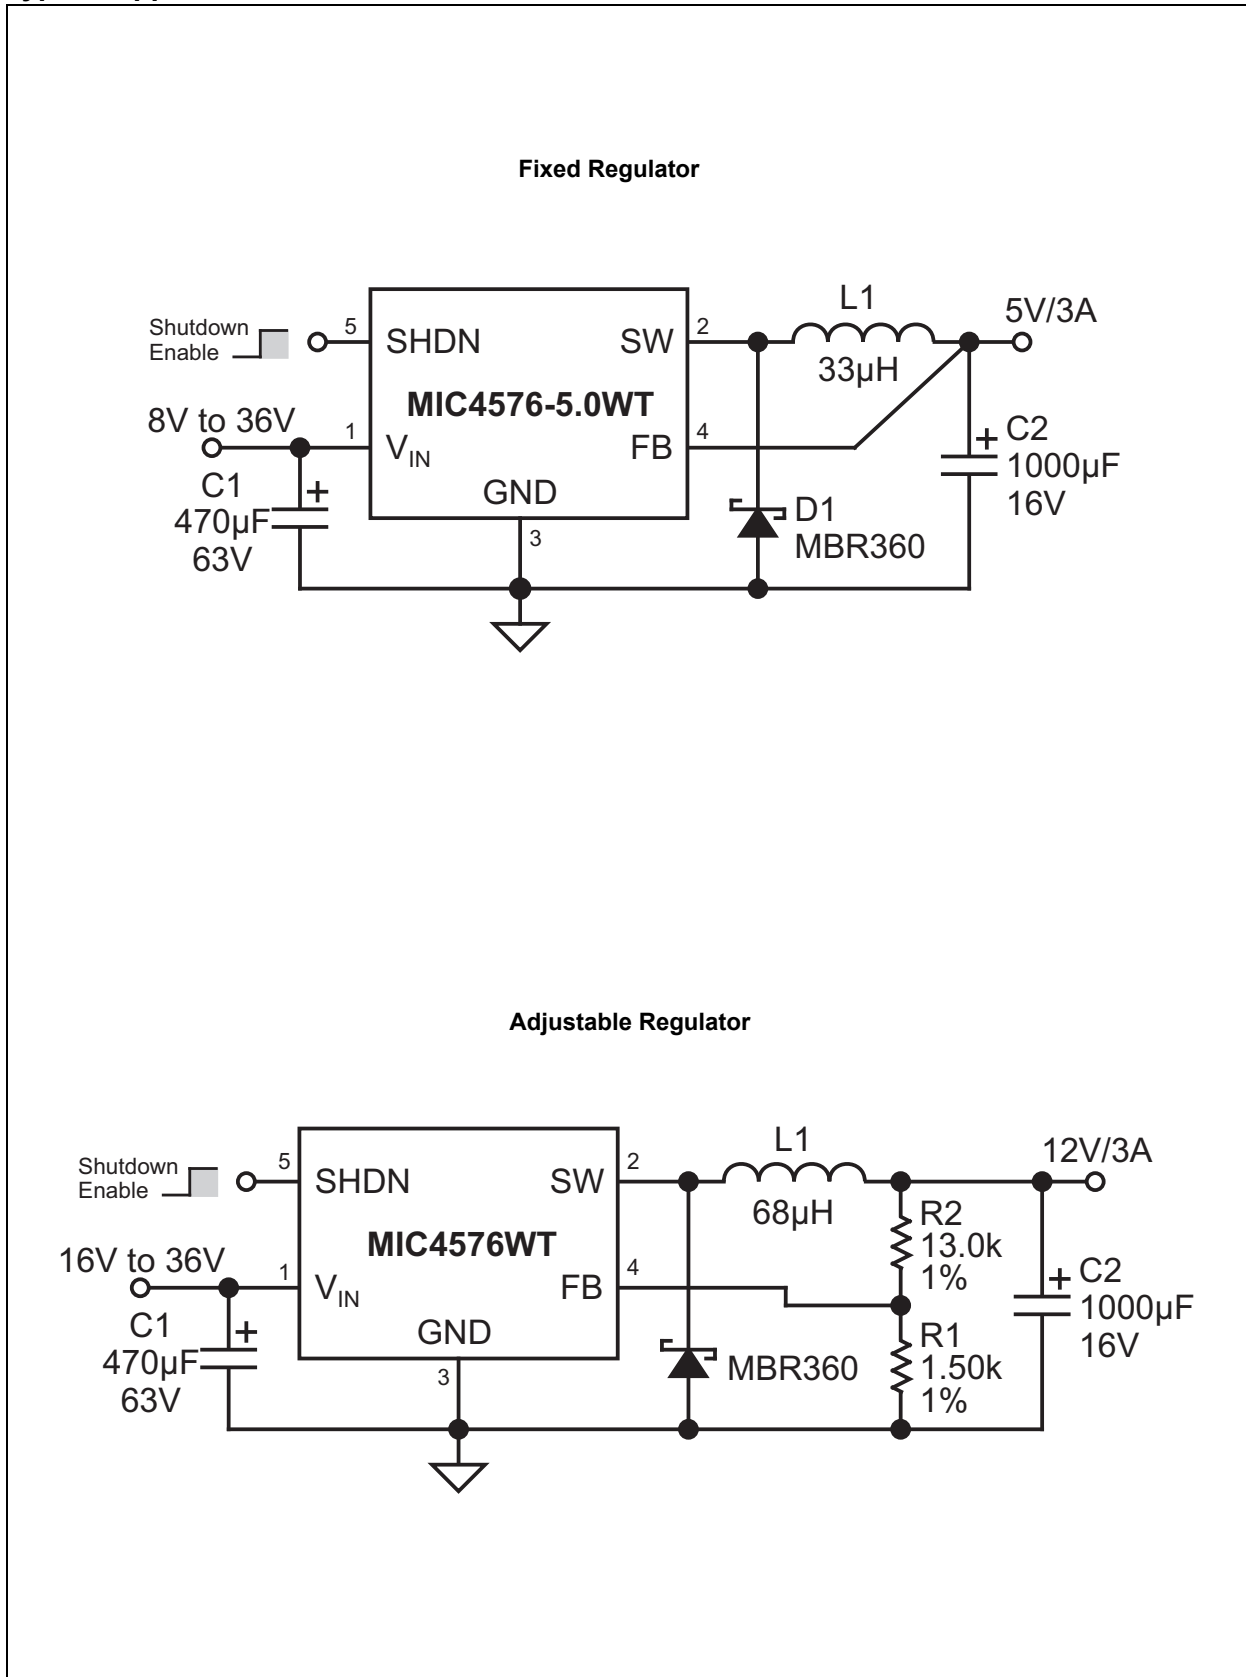 Fixed Regulator
Shutdown
Enable
5
SHDN
SW
2
L1
33µH
5V/3A
MIC4576-5.0WT
8V to 36V
1
VIN
FB
4
GND
3
C1
+
470µF
63V
D1
MBR360
+
C2
1000µF
16V
Adjustable Regulator
Shutdown
Enable
5
SHDN
SW
2
L1
68µH
12V/3A
MIC4576WT
16V to 36V
1
VIN
FB
4
GND
3
C1
+
470µF
63V
MBR360
R2
13.0k
1%
R1
1.50k
1%
+
C2
1000µF
16V